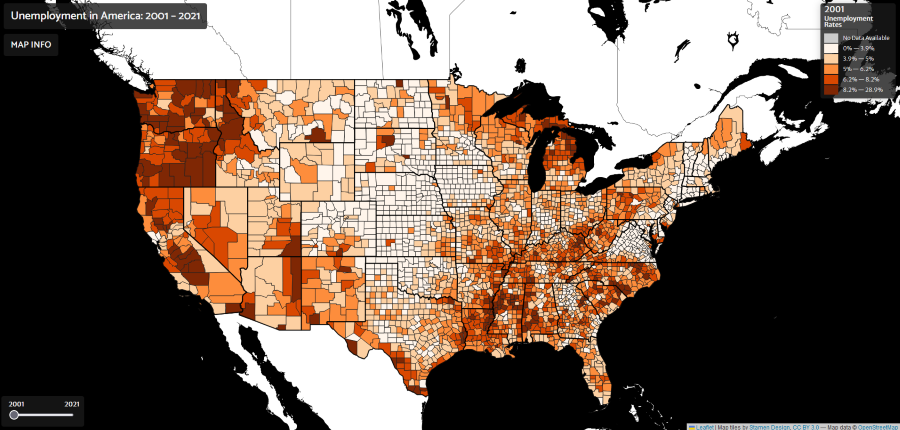 Unemployment in America: 2001 – 2021
MAP INFO
2001
Unemployment
Rates
No Data Available
0% — 3.9%
3.9% — 5%
5% — 6.2%
6.2% — 8.2%
8.2% — 28.9%
2001 2021
Leaflet | Map tiles by Stamen Design, CC BY 3.0 — Map data © OpenStreetMap